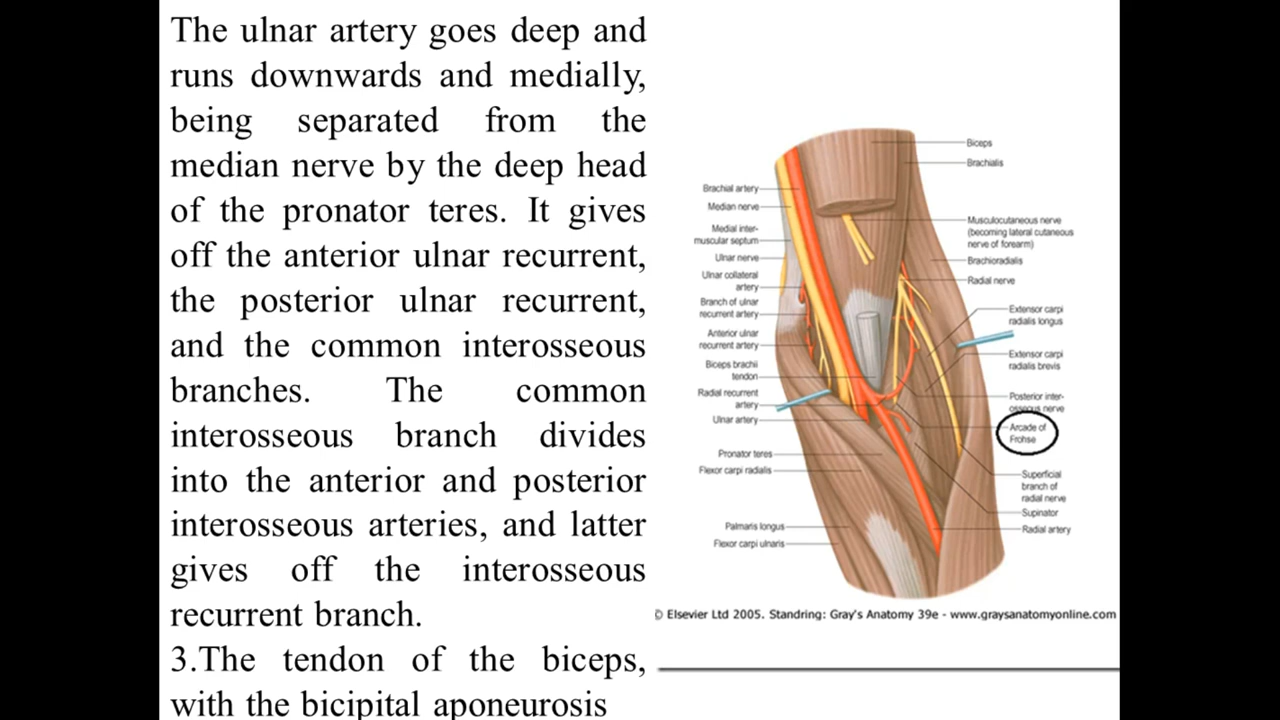 The ulnar artery goes deep and
runs downwards and medially,
being separated from the
median nerve by the deep head
of the pronator teres. It gives
off the anterior ulnar recurrent,
the posterior ulnar recurrent,
and the common interosseous
branches. The common
interosseous branch divides
into the anterior and posterior
interosseous arteries, and latter
gives off the interosseous
recurrent branch.
3.The tendon of the biceps,
with the bicipital aponeurosis
Brachial artery
Median nerve
Medial inter-
muscular septum
Ulnar nerve
Ulnar collateral
artery
Branch of ulnar
recurrent artery
Anterior ulnar
recurrent artery
Biceps brachii
tendon
Radial recurrent
artery
Ulnar artery
Pronator teres
Flexor carpi radialis
Palmaris longus
Flexor carpi ulnaris
Biceps
Brachialis
Musculocutaneous nerve
(becoming lateral cutaneous
nerve of forearm)
Brachioradialis
Radial nerve
Extensor carpi
radialis longus
Extensor carpi
radialis brevis
Posterior inter-
osseous nerve
Arcade of
Frohse
Superficial
branch of
radial nerve
Supinator
Radial artery
© Elsevier Ltd 2005. Standring: Gray's Anatomy 39e - www.graysanatomyonline.com